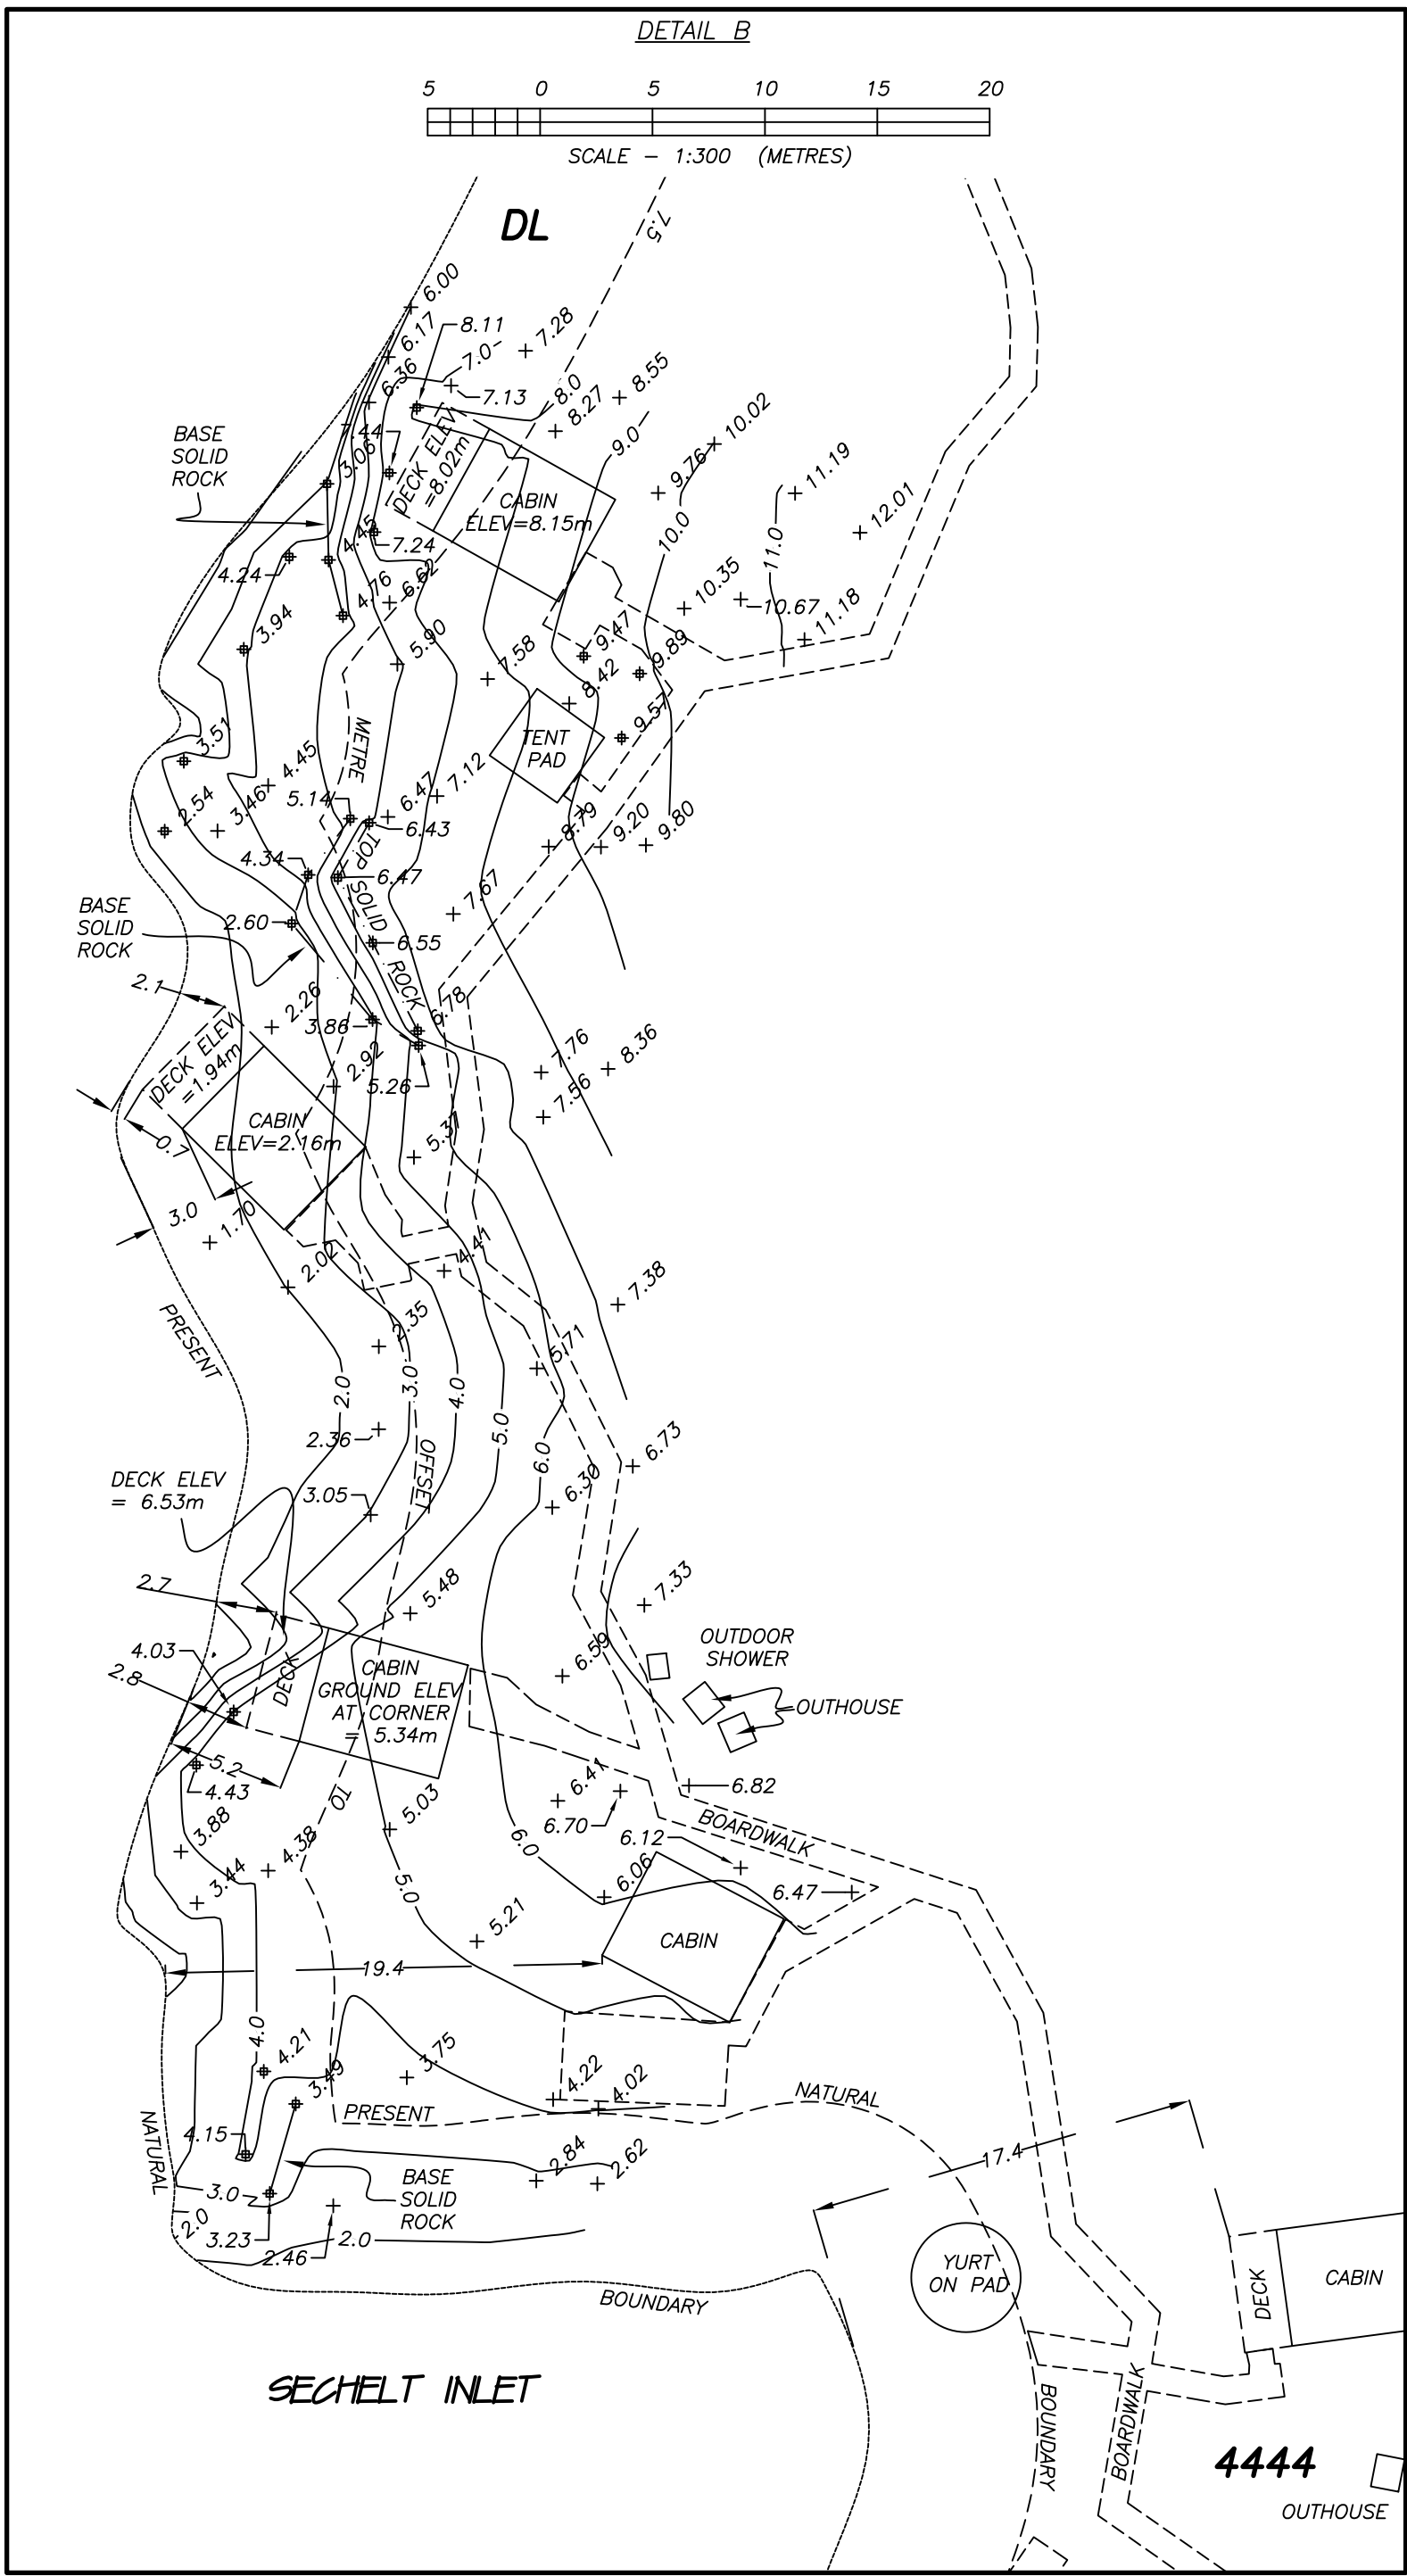 DETAIL B
5 0 5 10 15 20
SCALE - 1:300 (METRES)
DL
7.5
6.00
6.17
8.11
7.28
7.0
6.36
7.13
8.0
8.27
8.55
7.44
DECK ELEV
=8.02m
9.0
10.02
BASE
SOLID
ROCK
3.06
9.76
11.19
CABIN
ELEV=8.15m
12.01
4.45
7.24
10.0
11.0
4.24
4.76
6.62
10.35
10.67
11.18
3.94
5.90
7.58
9.47
9.89
8.42
9.57
3.51
METRE
TENT
PAD
4.45
5.14
6.47
7.12
2.54
3.46
6.43
8.79
9.20
9.80
4.34
TOP SOLID ROCK
6.47
7.67
BASE
SOLID
ROCK
2.60
6.55
2.1
2.26
3.86
6.78
DECK ELEV
=1.94m
2.92
5.26
7.76
8.36
7.56
0.7
CABIN
ELEV=2.16m
5.37
3.0
1.70
2.02
4.41
7.38
PRESENT
2.35
5.71
2.0
3.0
4.0
5.0
6.0
2.36
OFFSET
6.73
DECK ELEV
= 6.53m
3.05
6.30
2.7
5.48
7.33
4.03
6.59
OUTDOOR
SHOWER
2.8
DECK
CABIN
GROUND ELEV
AT CORNER
= 5.34m
OUTHOUSE
5.2
4.43
TO
6.41
6.70
6.82
BOARDWALK
3.88
4.38
5.03
6.0
6.12
3.44
5.0
6.06
6.47
5.21
CABIN
19.4
4.0
4.21
3.49
3.75
4.22
4.02
NATURAL
PRESENT
NATURAL
4.15
2.84
2.62
17.4
BASE
SOLID
ROCK
3.0
2.0
3.23
2.46
2.0
YURT
ON PAD
DECK
CABIN
BOUNDARY
SECHELT INLET
BOUNDARY
BOARDWALK
4444
OUTHOUSE